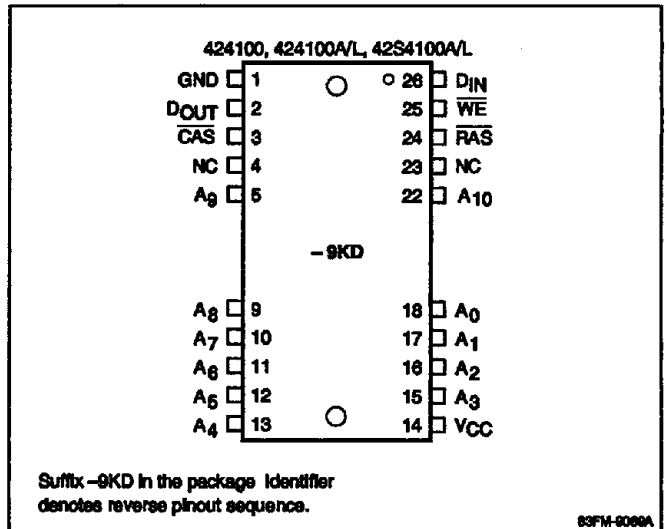 424100, 424100A/L, 42S4100A/L
GND 1 26 DIN
DOUT 2 25 WE
CAS 3 24 RAS
NC 4 23 NC
A9 5 22 A10
–9KD
A8 9 18 A0
A7 10 17 A1
A6 11 16 A2
A5 12 15 A3
A4 13 14 VCC
Suffix –9KD in the package identifier
denotes reverse pinout sequence.
83FM-9069A